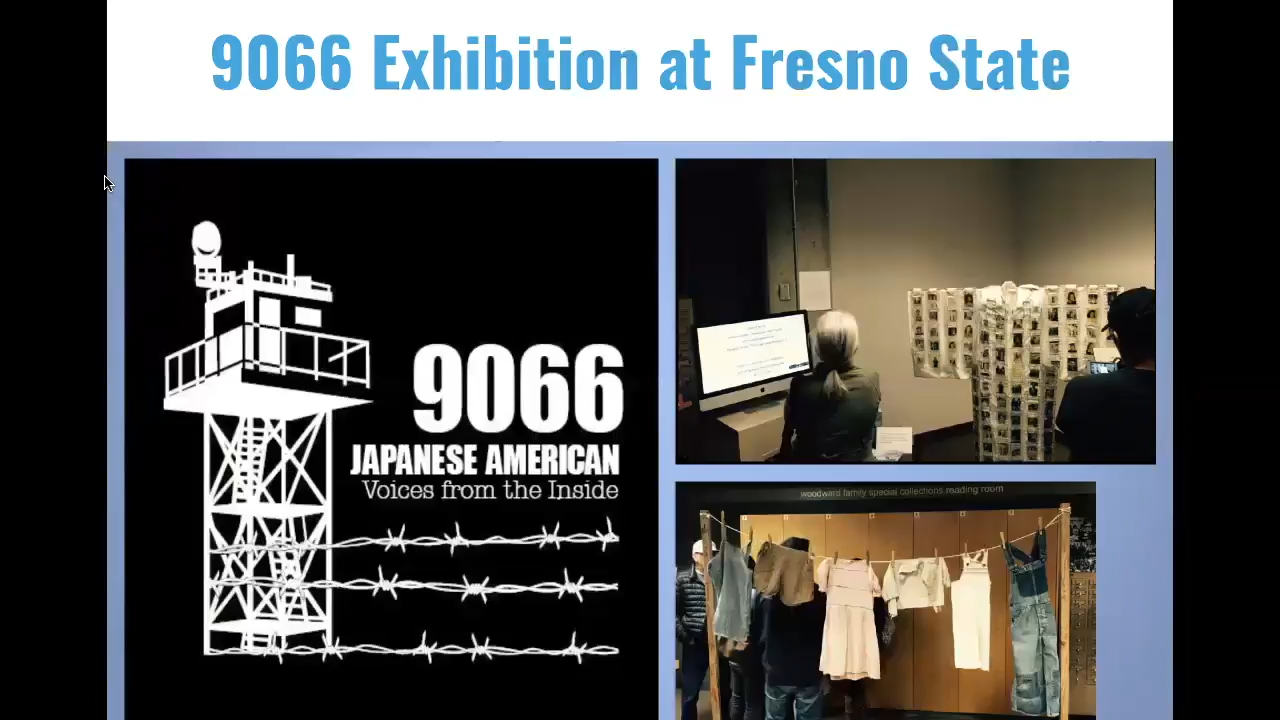 9066 Exhibition at Fresno State
9066
JAPANESE AMERICAN
Voices from the Inside
woodward family special collections reading room